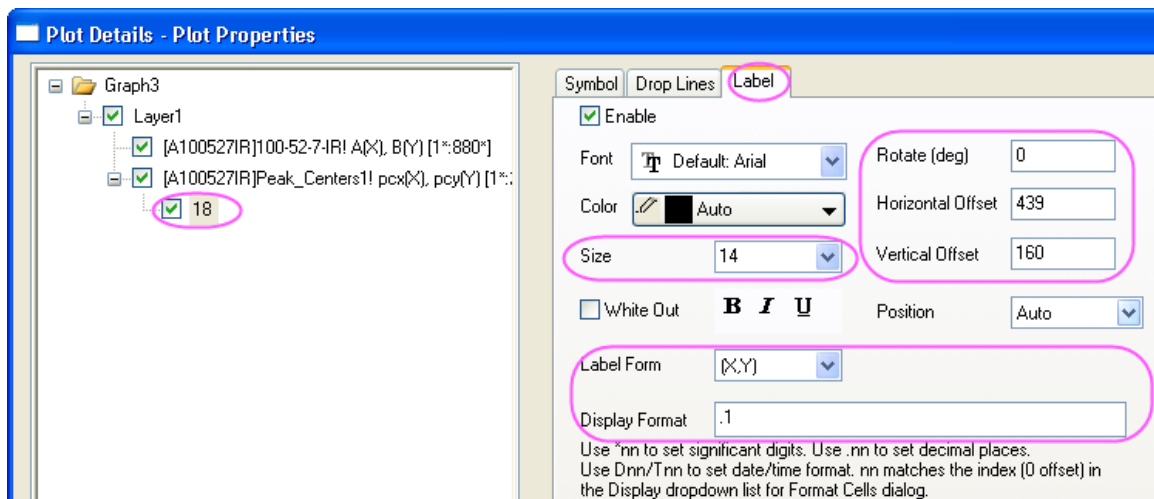 Plot Details - Plot Properties
Graph3
Layer1
[A100527IR]100-52-7-IR! A(X), B(Y) [1*:880*]
[A100527IR]Peak_Centers1! pcx(X), pcy(Y) [1*:
18
Symbol Drop Lines Label
Enable
Font Default: Arial Rotate (deg) 0
Color Auto Horizontal Offset 439
Size 14 Vertical Offset 160
White Out B I U Position Auto
Label Form (X,Y)
Display Format .1
Use *nn to set significant digits. Use .nn to set decimal places.
Use Dnn/Tnn to set date/time format. nn matches the index (0 offset) in
the Display dropdown list for Format Cells dialog.